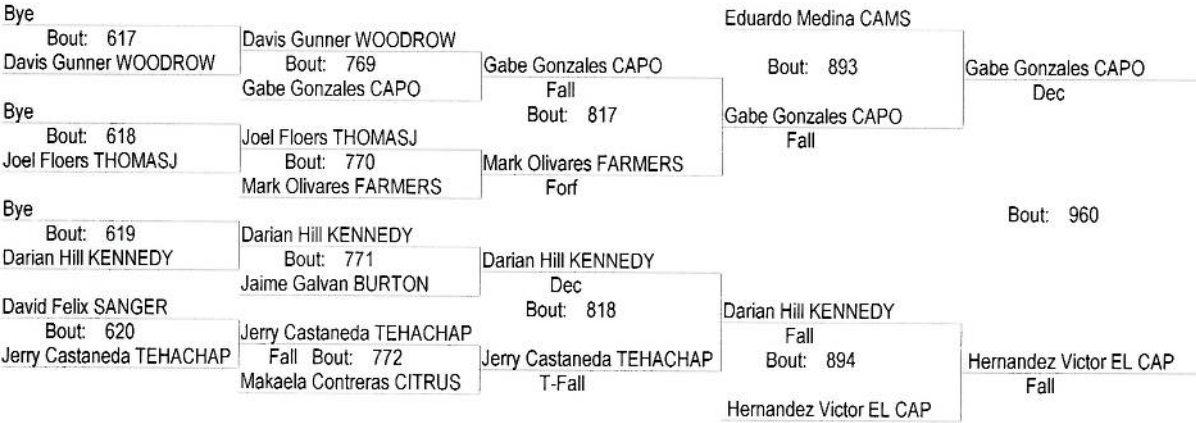 Bye
Bout: 617
Davis Gunner WOODROW
Bye
Bout: 618
Joel Floers THOMASJ
Bye
Bout: 619
Darian Hill KENNEDY
David Felix SANGER
Bout: 620
Jerry Castaneda TEHACHAP
Davis Gunner WOODROW
Bout: 769
Gabe Gonzales CAPO
Joel Floers THOMASJ
Bout: 770
Mark Olivares FARMERS
Darian Hill KENNEDY
Bout: 771
Jaime Galvan BURTON
Jerry Castaneda TEHACHAP
Fall Bout: 772
Makaela Contreras CITRUS
Gabe Gonzales CAPO
Fall
Bout: 817
Mark Olivares FARMERS
Forf
Darian Hill KENNEDY
Dec
Bout: 818
Jerry Castaneda TEHACHAP
T-Fall
Eduardo Medina CAMS
Bout: 893
Gabe Gonzales CAPO
Fall
Darian Hill KENNEDY
Fall
Bout: 894
Hernandez Victor EL CAP
Gabe Gonzales CAPO
Dec
Bout: 960
Hernandez Victor EL CAP
Fall